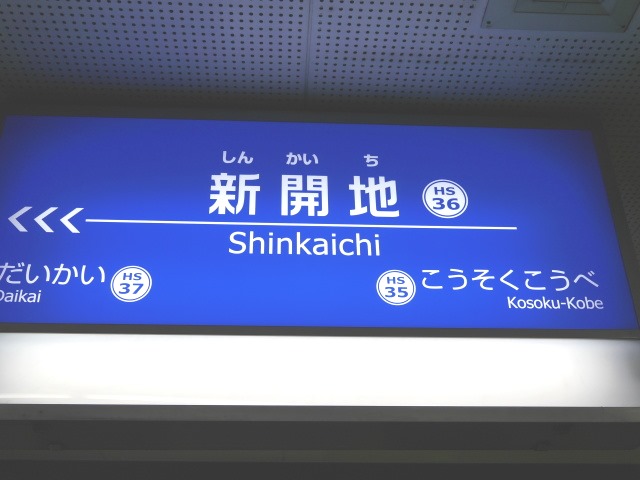 しん かい ち
新開地 HS 36
Shinkaichi
だいかい HS 37
Daikai
HS 35 こうそくこうべ
Kosoku-Kobe